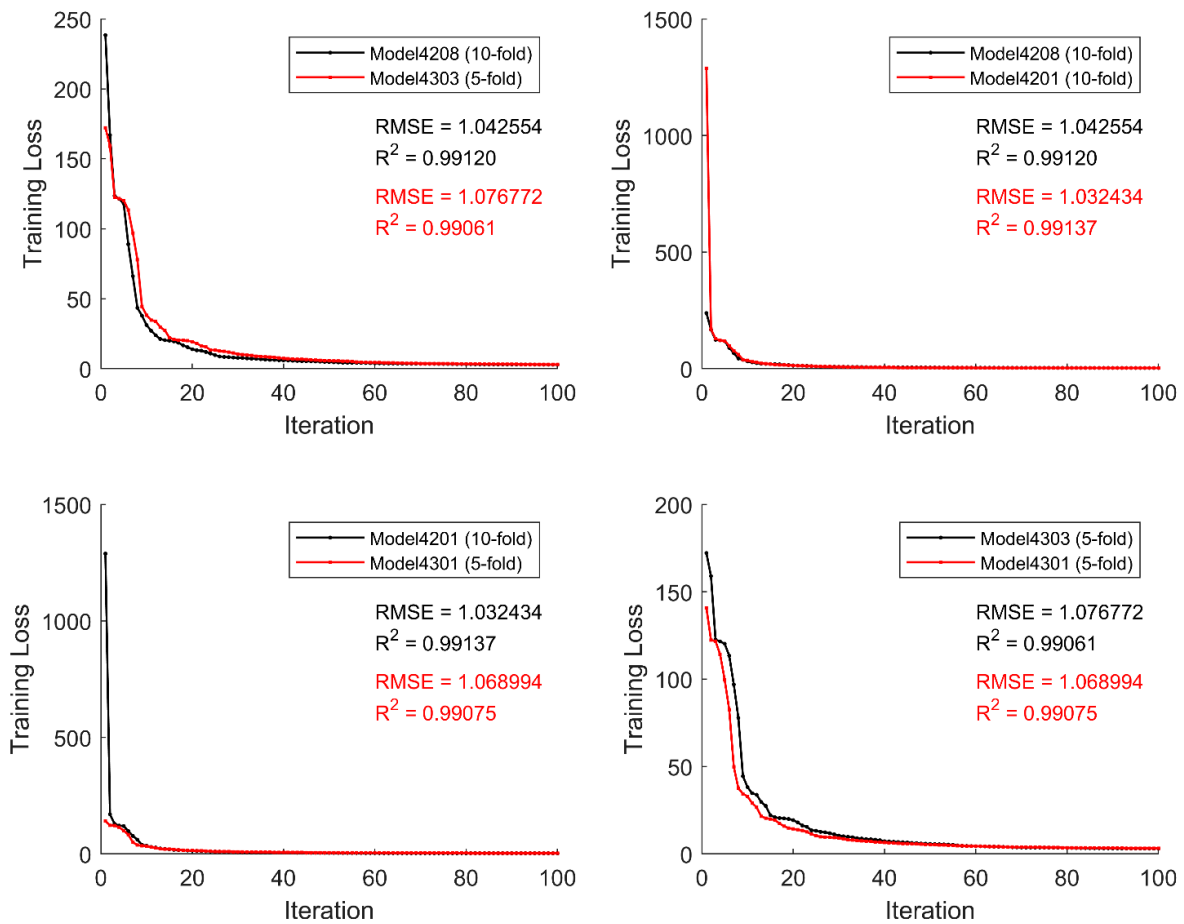 250
200
150
100
50
0
Training Loss
0 20 40 60 80 100
Iteration
Model4208 (10-fold)
Model4303 (5-fold)
RMSE = 1.042554
R² = 0.99120
RMSE = 1.076772
R² = 0.99061
1500
1000
500
0
Training Loss
0 20 40 60 80 100
Iteration
Model4208 (10-fold)
Model4201 (10-fold)
RMSE = 1.042554
R² = 0.99120
RMSE = 1.032434
R² = 0.99137
1500
1000
500
0
Training Loss
0 20 40 60 80 100
Iteration
Model4201 (10-fold)
Model4301 (5-fold)
RMSE = 1.032434
R² = 0.99137
RMSE = 1.068994
R² = 0.99075
200
150
100
50
0
Training Loss
0 20 40 60 80 100
Iteration
Model4303 (5-fold)
Model4301 (5-fold)
RMSE = 1.076772
R² = 0.99061
RMSE = 1.068994
R² = 0.99075